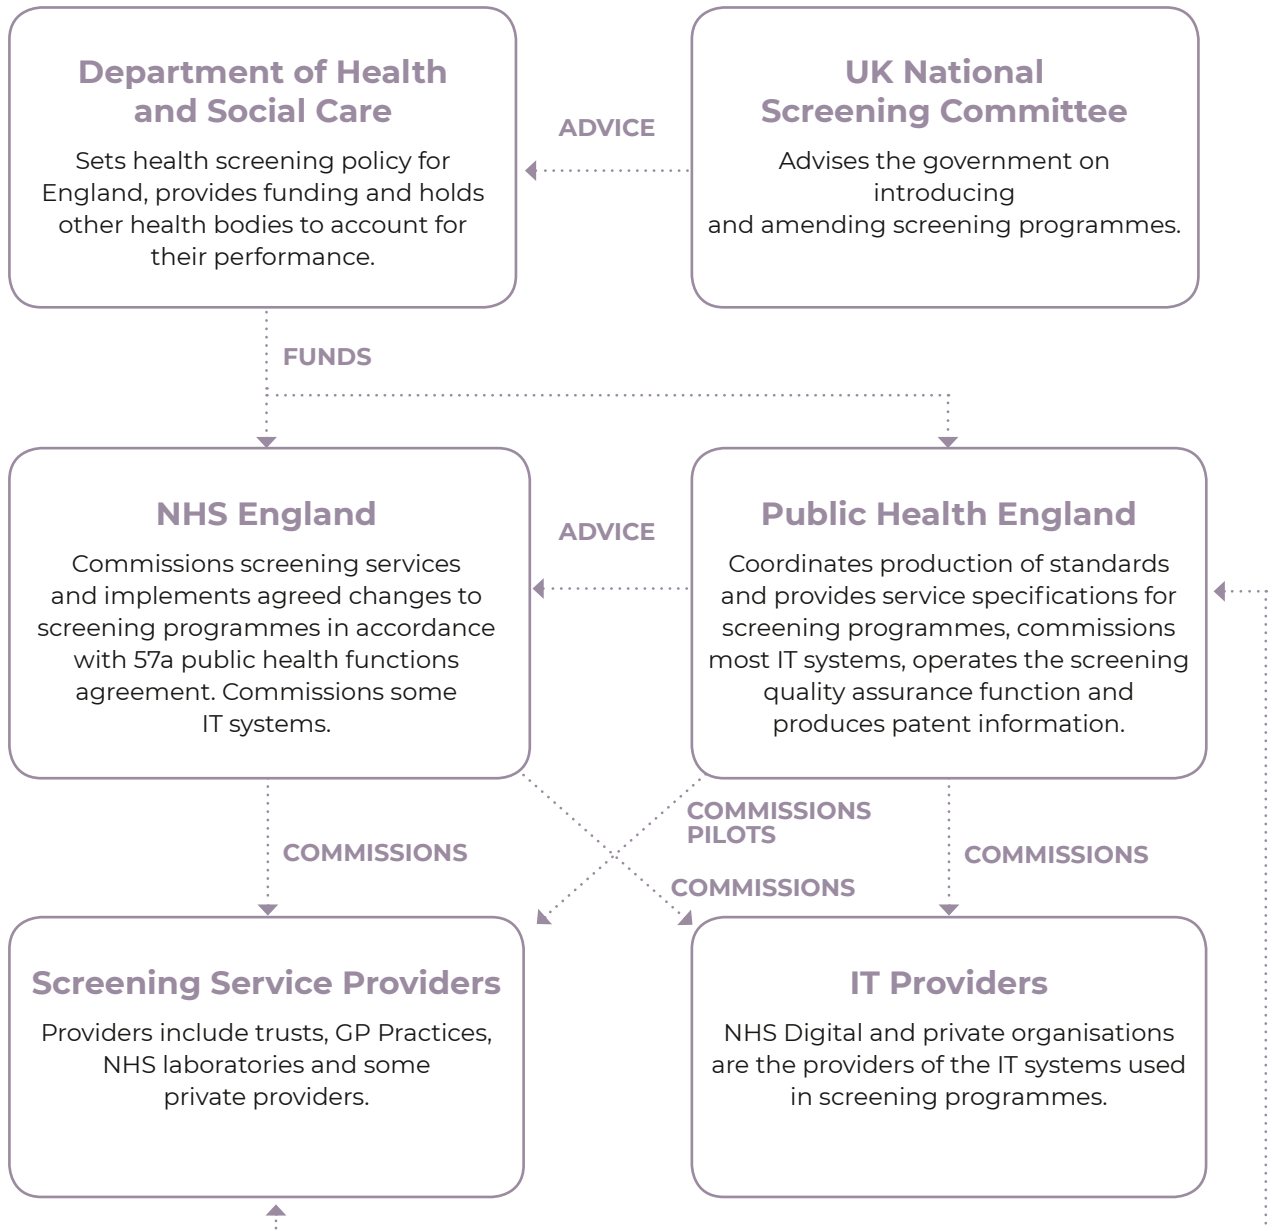 Department of Health
and Social Care
Sets health screening policy for
England, provides funding and holds
other health bodies to account for
their performance.
ADVICE
UK National
Screening Committee
Advises the government on
introducing
and amending screening programmes.
FUNDS
NHS England
Commissions screening services
and implements agreed changes to
screening programmes in accordance
with 57a public health functions
agreement. Commissions some
IT systems.
ADVICE
Public Health England
Coordinates production of standards
and provides service specifications for
screening programmes, commissions
most IT systems, operates the screening
quality assurance function and
produces patent information.
COMMISSIONS
COMMISSIONS
PILOTS
COMMISSIONS
COMMISSIONS
Screening Service Providers
Providers include trusts, GP Practices,
NHS laboratories and some
private providers.
IT Providers
NHS Digital and private organisations
are the providers of the IT systems used
in screening programmes.